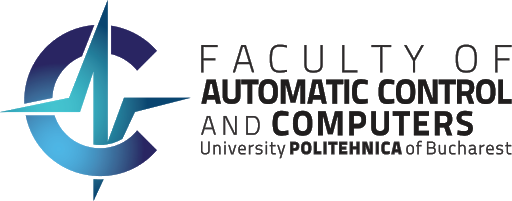 FACULTY OF
AUTOMATIC CONTROL
AND COMPUTERS
University POLITEHNICA of Bucharest